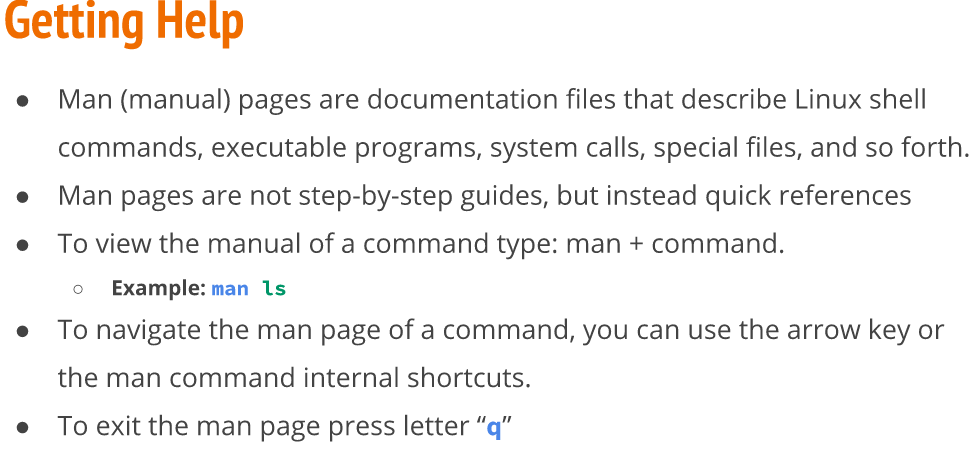 Getting Help
● Man (manual) pages are documentation files that describe Linux shell
commands, executable programs, system calls, special files, and so forth.
● Man pages are not step-by-step guides, but instead quick references
● To view the manual of a command type: man + command.
○ Example: man ls
● To navigate the man page of a command, you can use the arrow key or
the man command internal shortcuts.
● To exit the man page press letter “q”